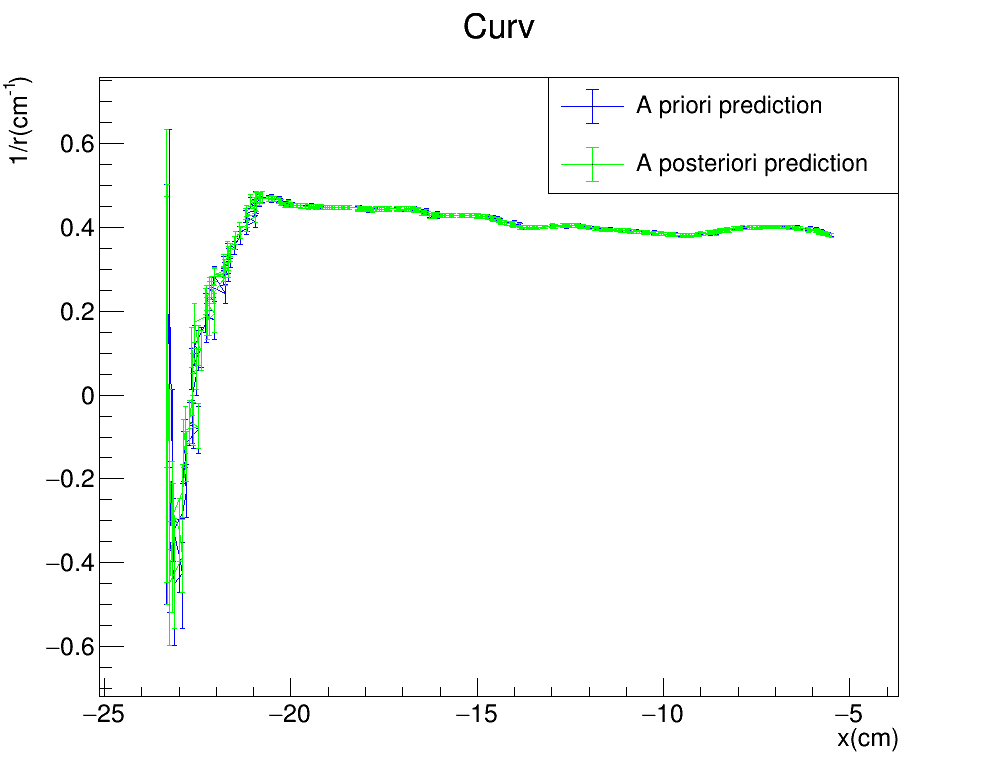 Curv
1/r(cm⁻¹)
A priori prediction
A posteriori prediction
0.6
0.4
0.2
0
−0.2
−0.4
−0.6
−25 −20 −15 −10 −5
x(cm)